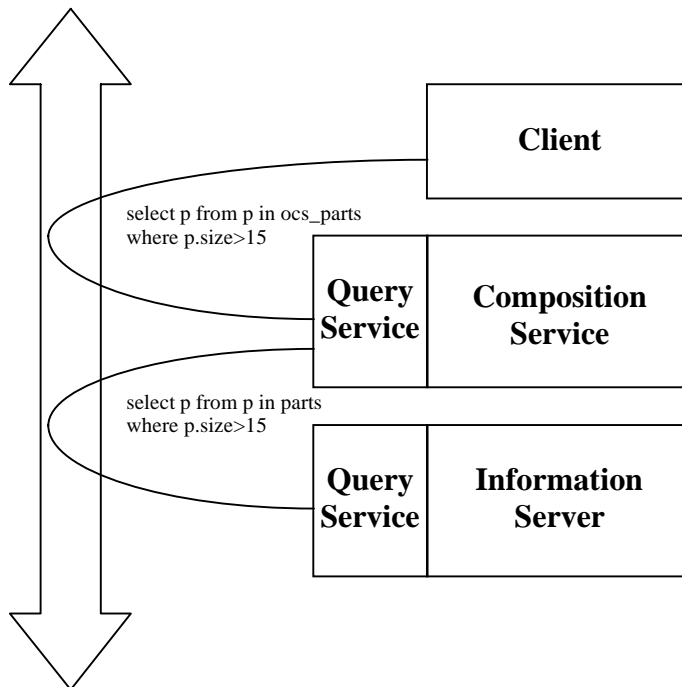 Client
select p from p in ocs_parts
where p.size>15
Query
Service
Composition
Service
select p from p in parts
where p.size>15
Query
Service
Information
Server